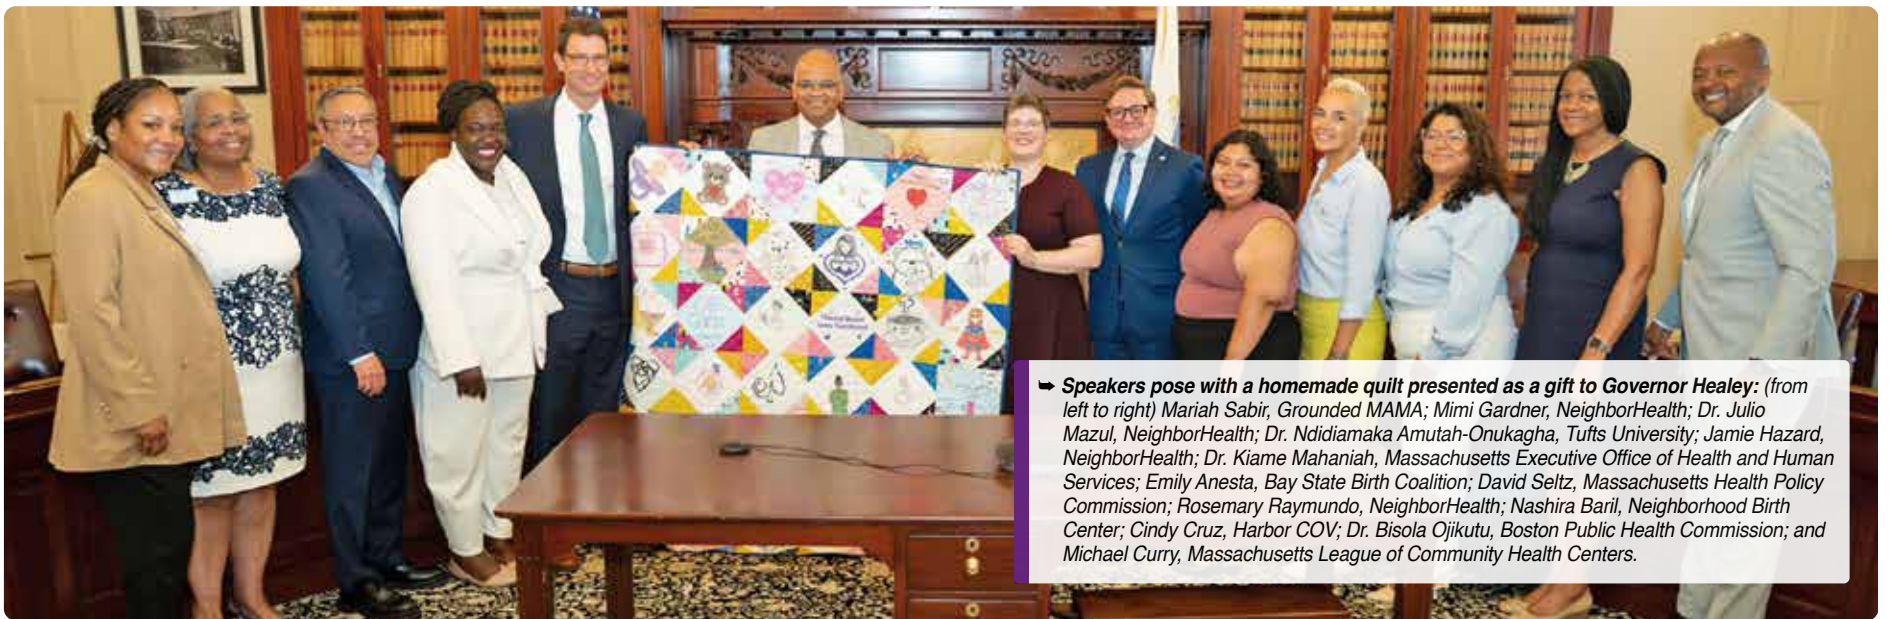 ➥ Speakers pose with a homemade quilt presented as a gift to Governor Healey: (from
left to right) Mariah Sabir, Grounded MAMA; Mimi Gardner, NeighborHealth; Dr. Julio
Mazul, NeighborHealth; Dr. Ndidiamaka Amutah-Onukagha, Tufts University; Jamie Hazard,
NeighborHealth; Dr. Kiame Mahaniah, Massachusetts Executive Office of Health and Human
Services; Emily Anesta, Bay State Birth Coalition; David Seltz, Massachusetts Health Policy
Commission; Rosemary Raymundo, NeighborHealth; Nashira Baril, Neighborhood Birth
Center; Cindy Cruz, Harbor COV; Dr. Bisola Ojikutu, Boston Public Health Commission; and
Michael Curry, Massachusetts League of Community Health Centers.